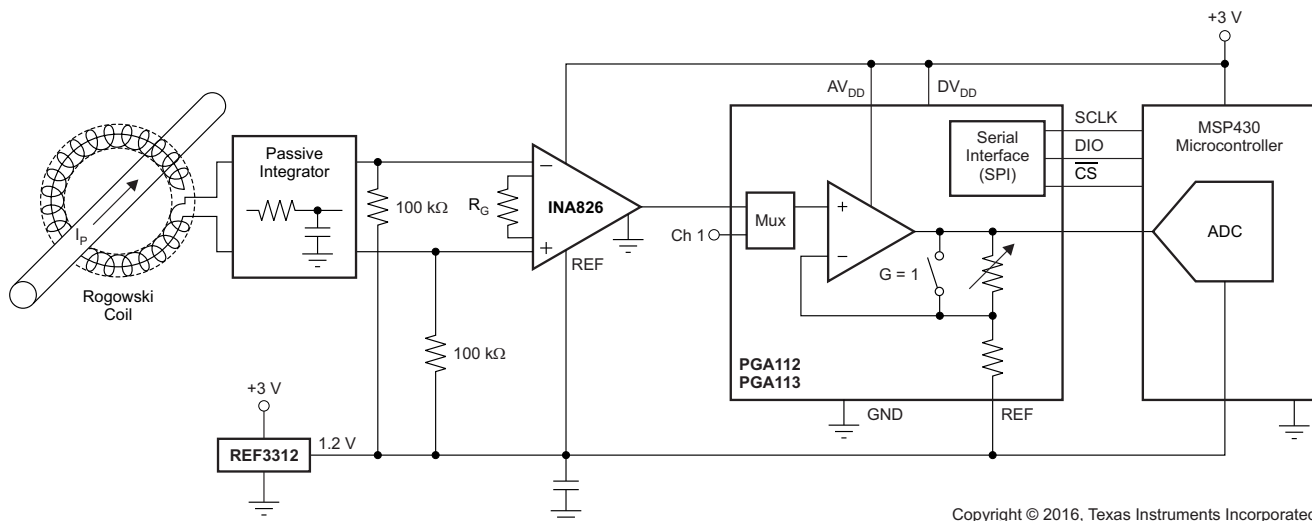 +3 V
AV_DD
DV_DD
Serial
Interface
(SPI)
SCLK
DIO
CS
MSP430
Microcontroller
ADC
Passive
Integrator
100 kΩ
R_G
−
+
INA826
REF
Ch 1
Mux
+
−
G = 1
I_P
Rogowski
Coil
100 kΩ
PGA112
PGA113
GND
REF
+3 V
REF3312
1.2 V
Copyright © 2016, Texas Instruments Incorporated